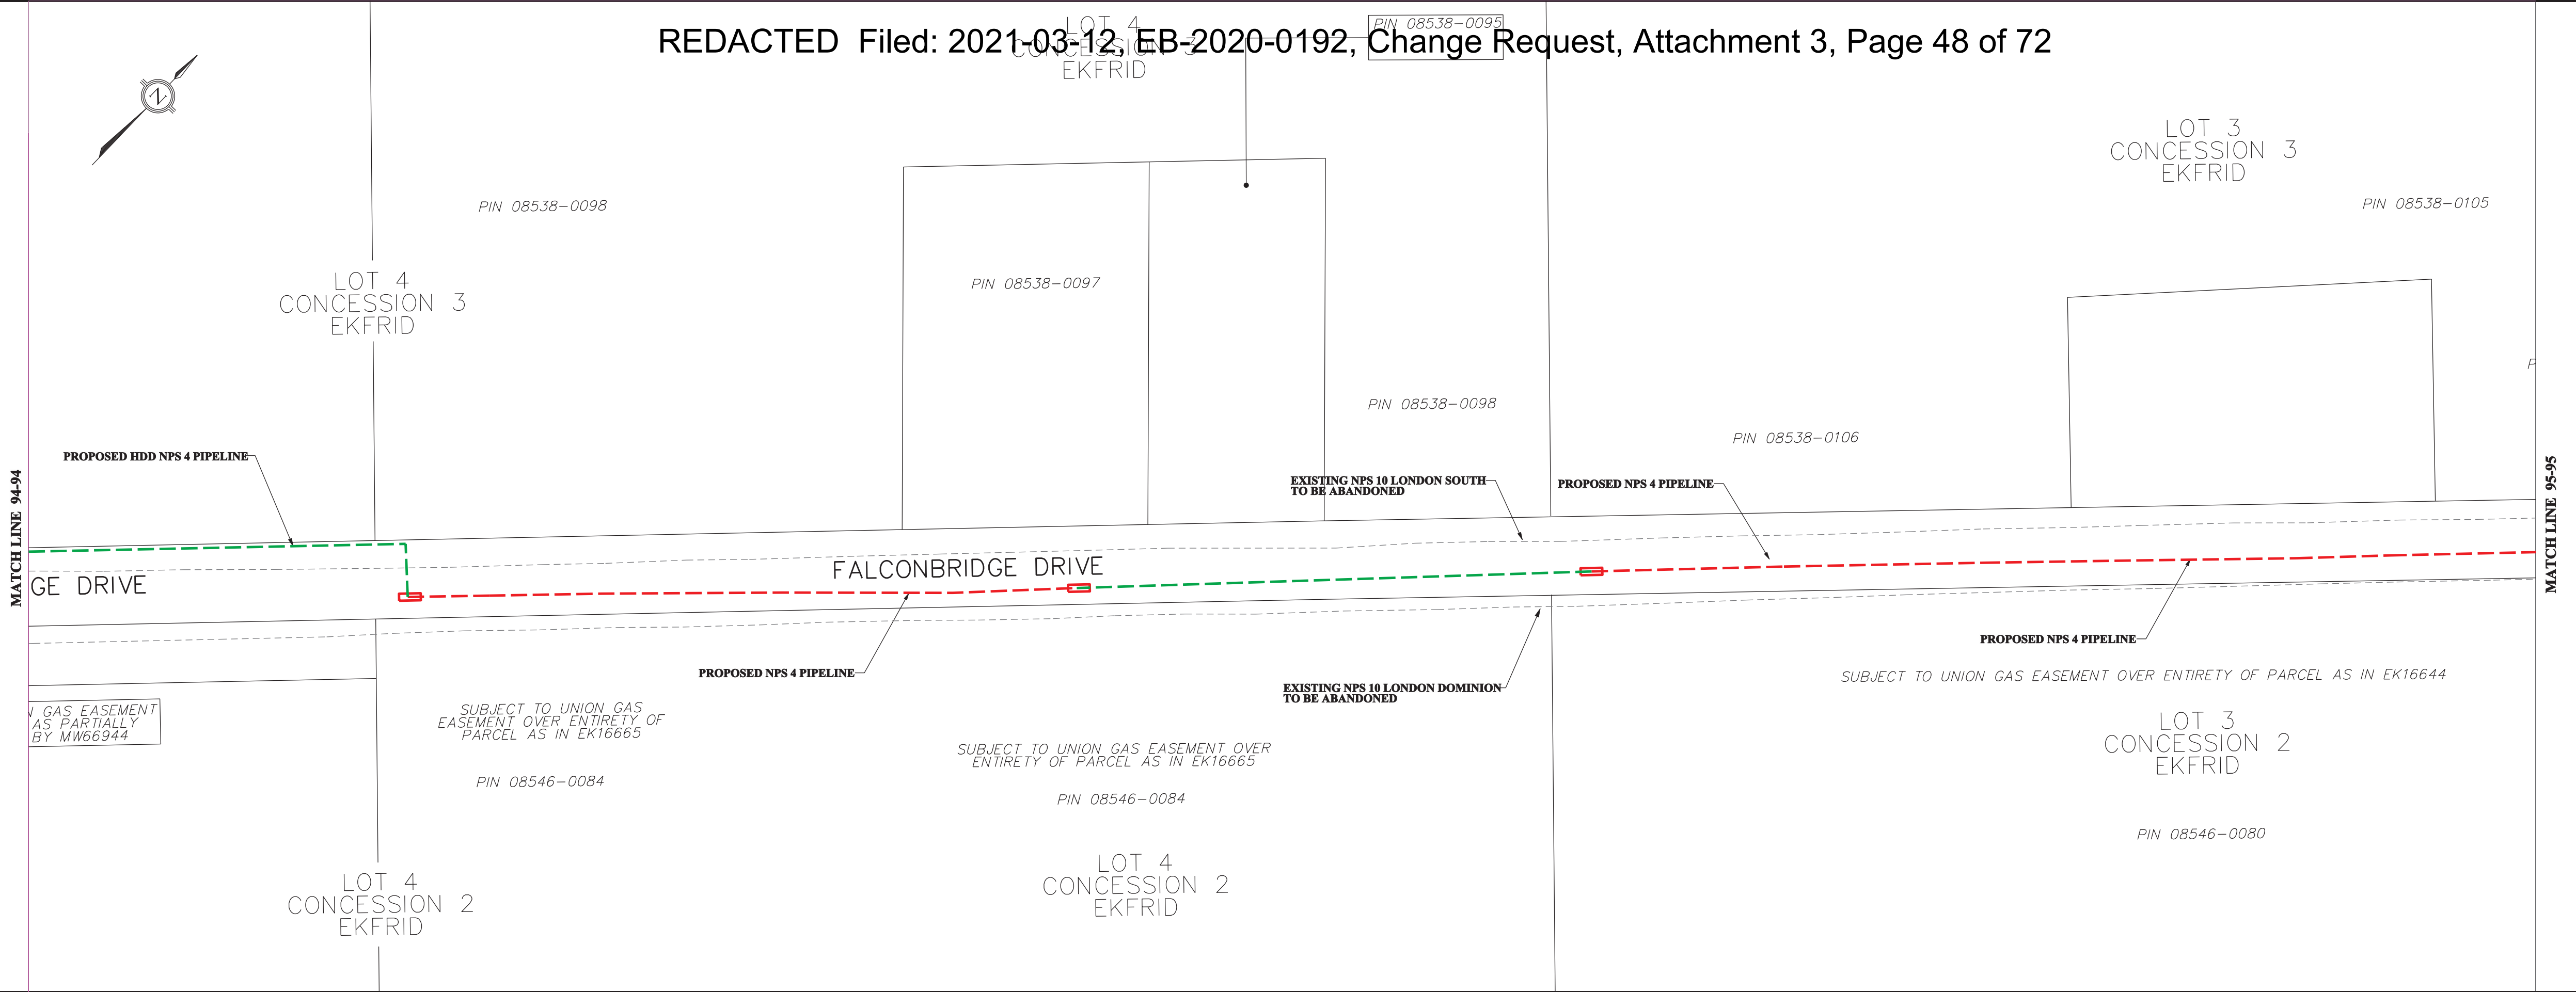 REDACTED Filed: 2021-03-12, EB-2020-0192, Change Request, Attachment 3, Page 48 of 72
LOT 4
CONCESSION 3
EKFRID
PIN 08538-0095
N
LOT 3
CONCESSION 3
EKFRID
PIN 08538-0098
PIN 08538-0105
LOT 4
CONCESSION 3
EKFRID
PIN 08538-0097
P
PIN 08538-0098
PIN 08538-0106
PROPOSED HDD NPS 4 PIPELINE
EXISTING NPS 10 LONDON SOUTH
TO BE ABANDONED
PROPOSED NPS 4 PIPELINE
MATCH LINE 94-94
MATCH LINE 95-95
GE DRIVE
FALCONBRIDGE DRIVE
PROPOSED NPS 4 PIPELINE
PROPOSED NPS 4 PIPELINE
EXISTING NPS 10 LONDON DOMINION
TO BE ABANDONED
SUBJECT TO UNION GAS EASEMENT OVER ENTIRETY OF PARCEL AS IN EK16644
N GAS EASEMENT
AS PARTIALLY
BY MW66944
SUBJECT TO UNION GAS
EASEMENT OVER ENTIRETY OF
PARCEL AS IN EK16665
PIN 08546-0084
SUBJECT TO UNION GAS EASEMENT OVER
ENTIRETY OF PARCEL AS IN EK16665
PIN 08546-0084
LOT 3
CONCESSION 2
EKFRID
PIN 08546-0080
LOT 4
CONCESSION 2
EKFRID
LOT 4
CONCESSION 2
EKFRID